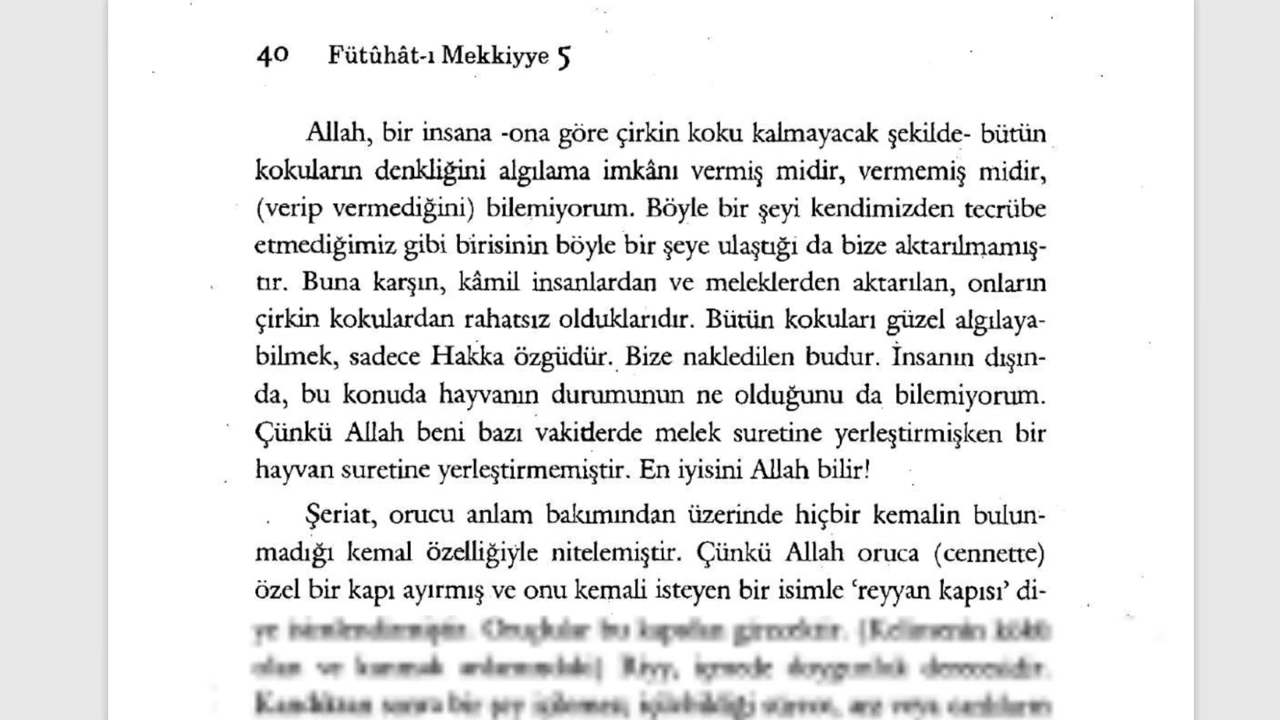 40 Fütûhât-ı Mekkiyye 5
Allah, bir insana -ona göre çirkin koku kalmayacak şekilde- bütün
kokuların denkliğini algılama imkânı vermiş midir, vermemiş midir,
(verip vermediğini) bilemiyorum. Böyle bir şeyi kendimizden tecrübe
etmediğimiz gibi birisinin böyle bir şeye ulaştığı da bize aktarılmamış-
tır. Buna karşın, kâmil insanlardan ve meleklerden aktarılan, onların
çirkin kokulardan rahatsız olduklarıdır. Bütün kokuları güzel algılaya-
bilmek, sadece Hakka özgüdür. Bize nakledilen budur. İnsanın dışın-
da, bu konuda hayvanın durumunun ne olduğunu da bilemiyorum.
Çünkü Allah beni bazı vakitlerde melek suretine yerleştirmişken bir
hayvan suretine yerleştirmemiştir. En iyisini Allah bilir!
Şeriat, orucu anlam bakımından üzerinde hiçbir kemalin bulun-
madığı kemal özelliğiyle nitelemiştir. Çünkü Allah oruca (cennette)
özel bir kapı ayırmış ve onu kemali isteyen bir isimle ‘reyyan kapısı’ di-